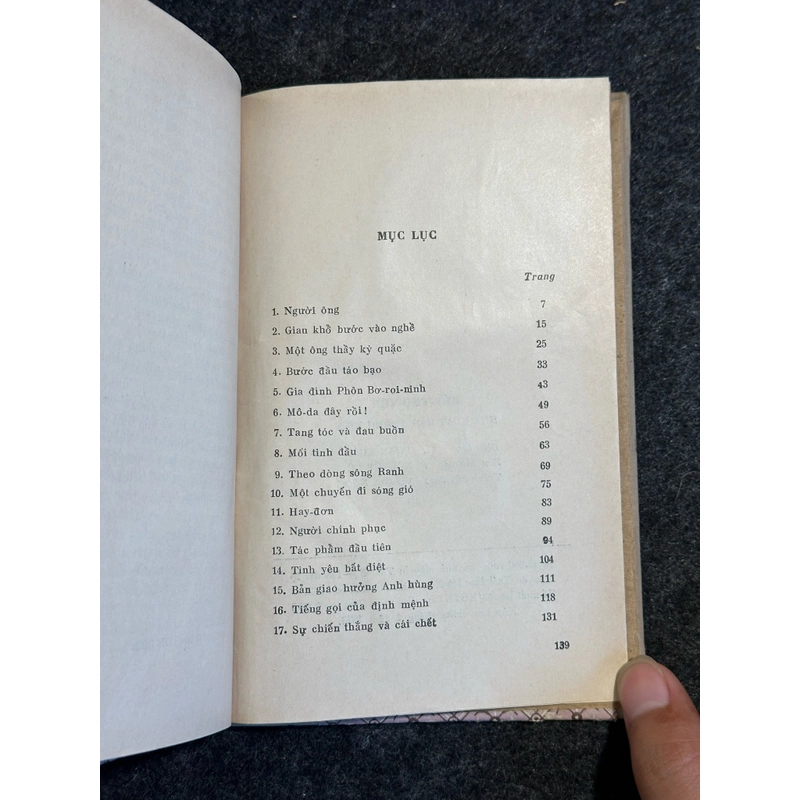 MỤC LỤC
Trang
1. Người ông 7
2. Gian khổ bước vào nghề 15
3. Một ông thầy kỳ quặc 25
4. Bước đầu táo bạo 33
5. Gia đình Phôn Bơ-roi-ninh 43
6. Mô-da đây rồi! 49
7. Tang tóc và đau buồn 56
8. Mối tình đầu 63
9. Theo dòng sông Ranh 69
10. Một chuyến đi sóng gió 75
11. Hay-đơn 83
12. Người chinh phục 89
13. Tác phẩm đầu tiên 94
14. Tình yêu bất diệt 104
15. Bản giao hưởng Anh hùng 111
16. Tiếng gọi của định mệnh 118
17. Sự chiến thắng và cái chết 131
139